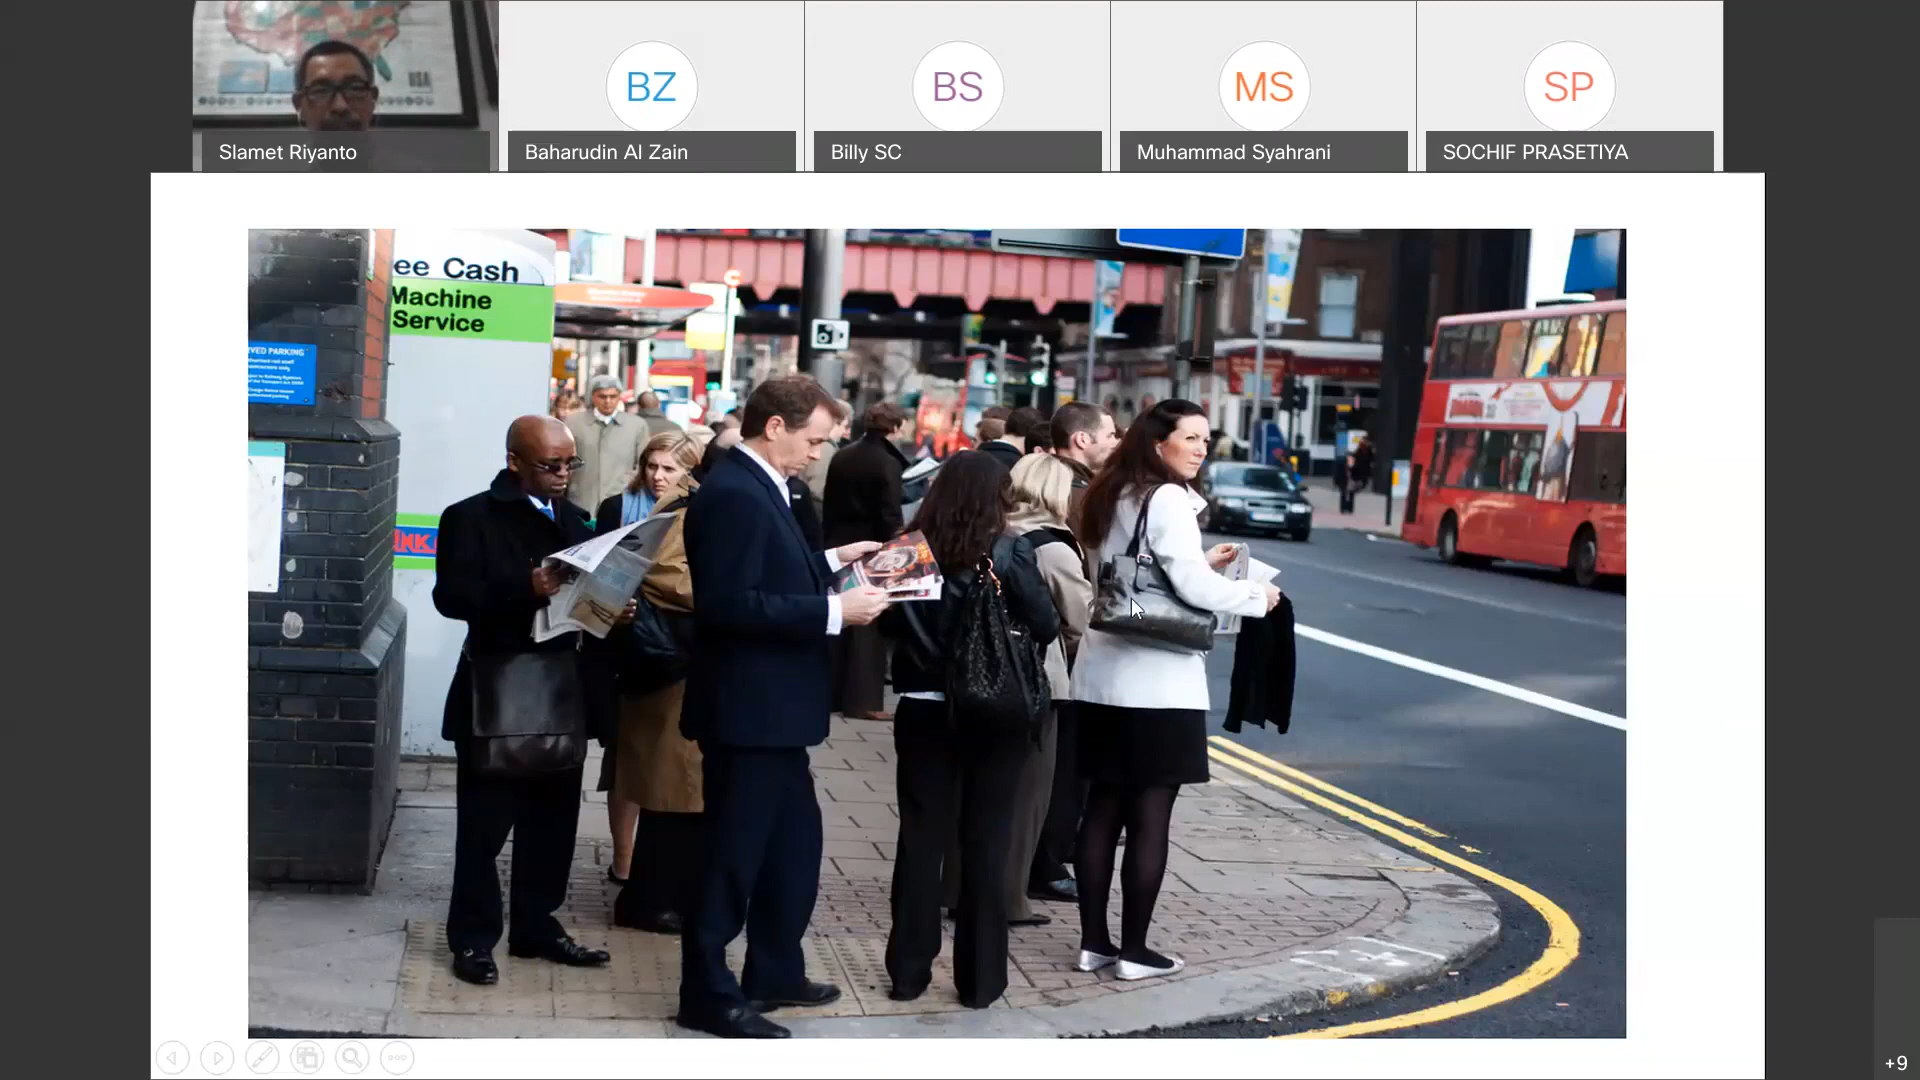 USA
BZ
BS
MS
SP
Slamet Riyanto
Baharudin Al Zain
Billy SC
Muhammad Syahrani
SOCHIF PRASETIYA
ee Cash
Machine
Service
VED PARKING
+9